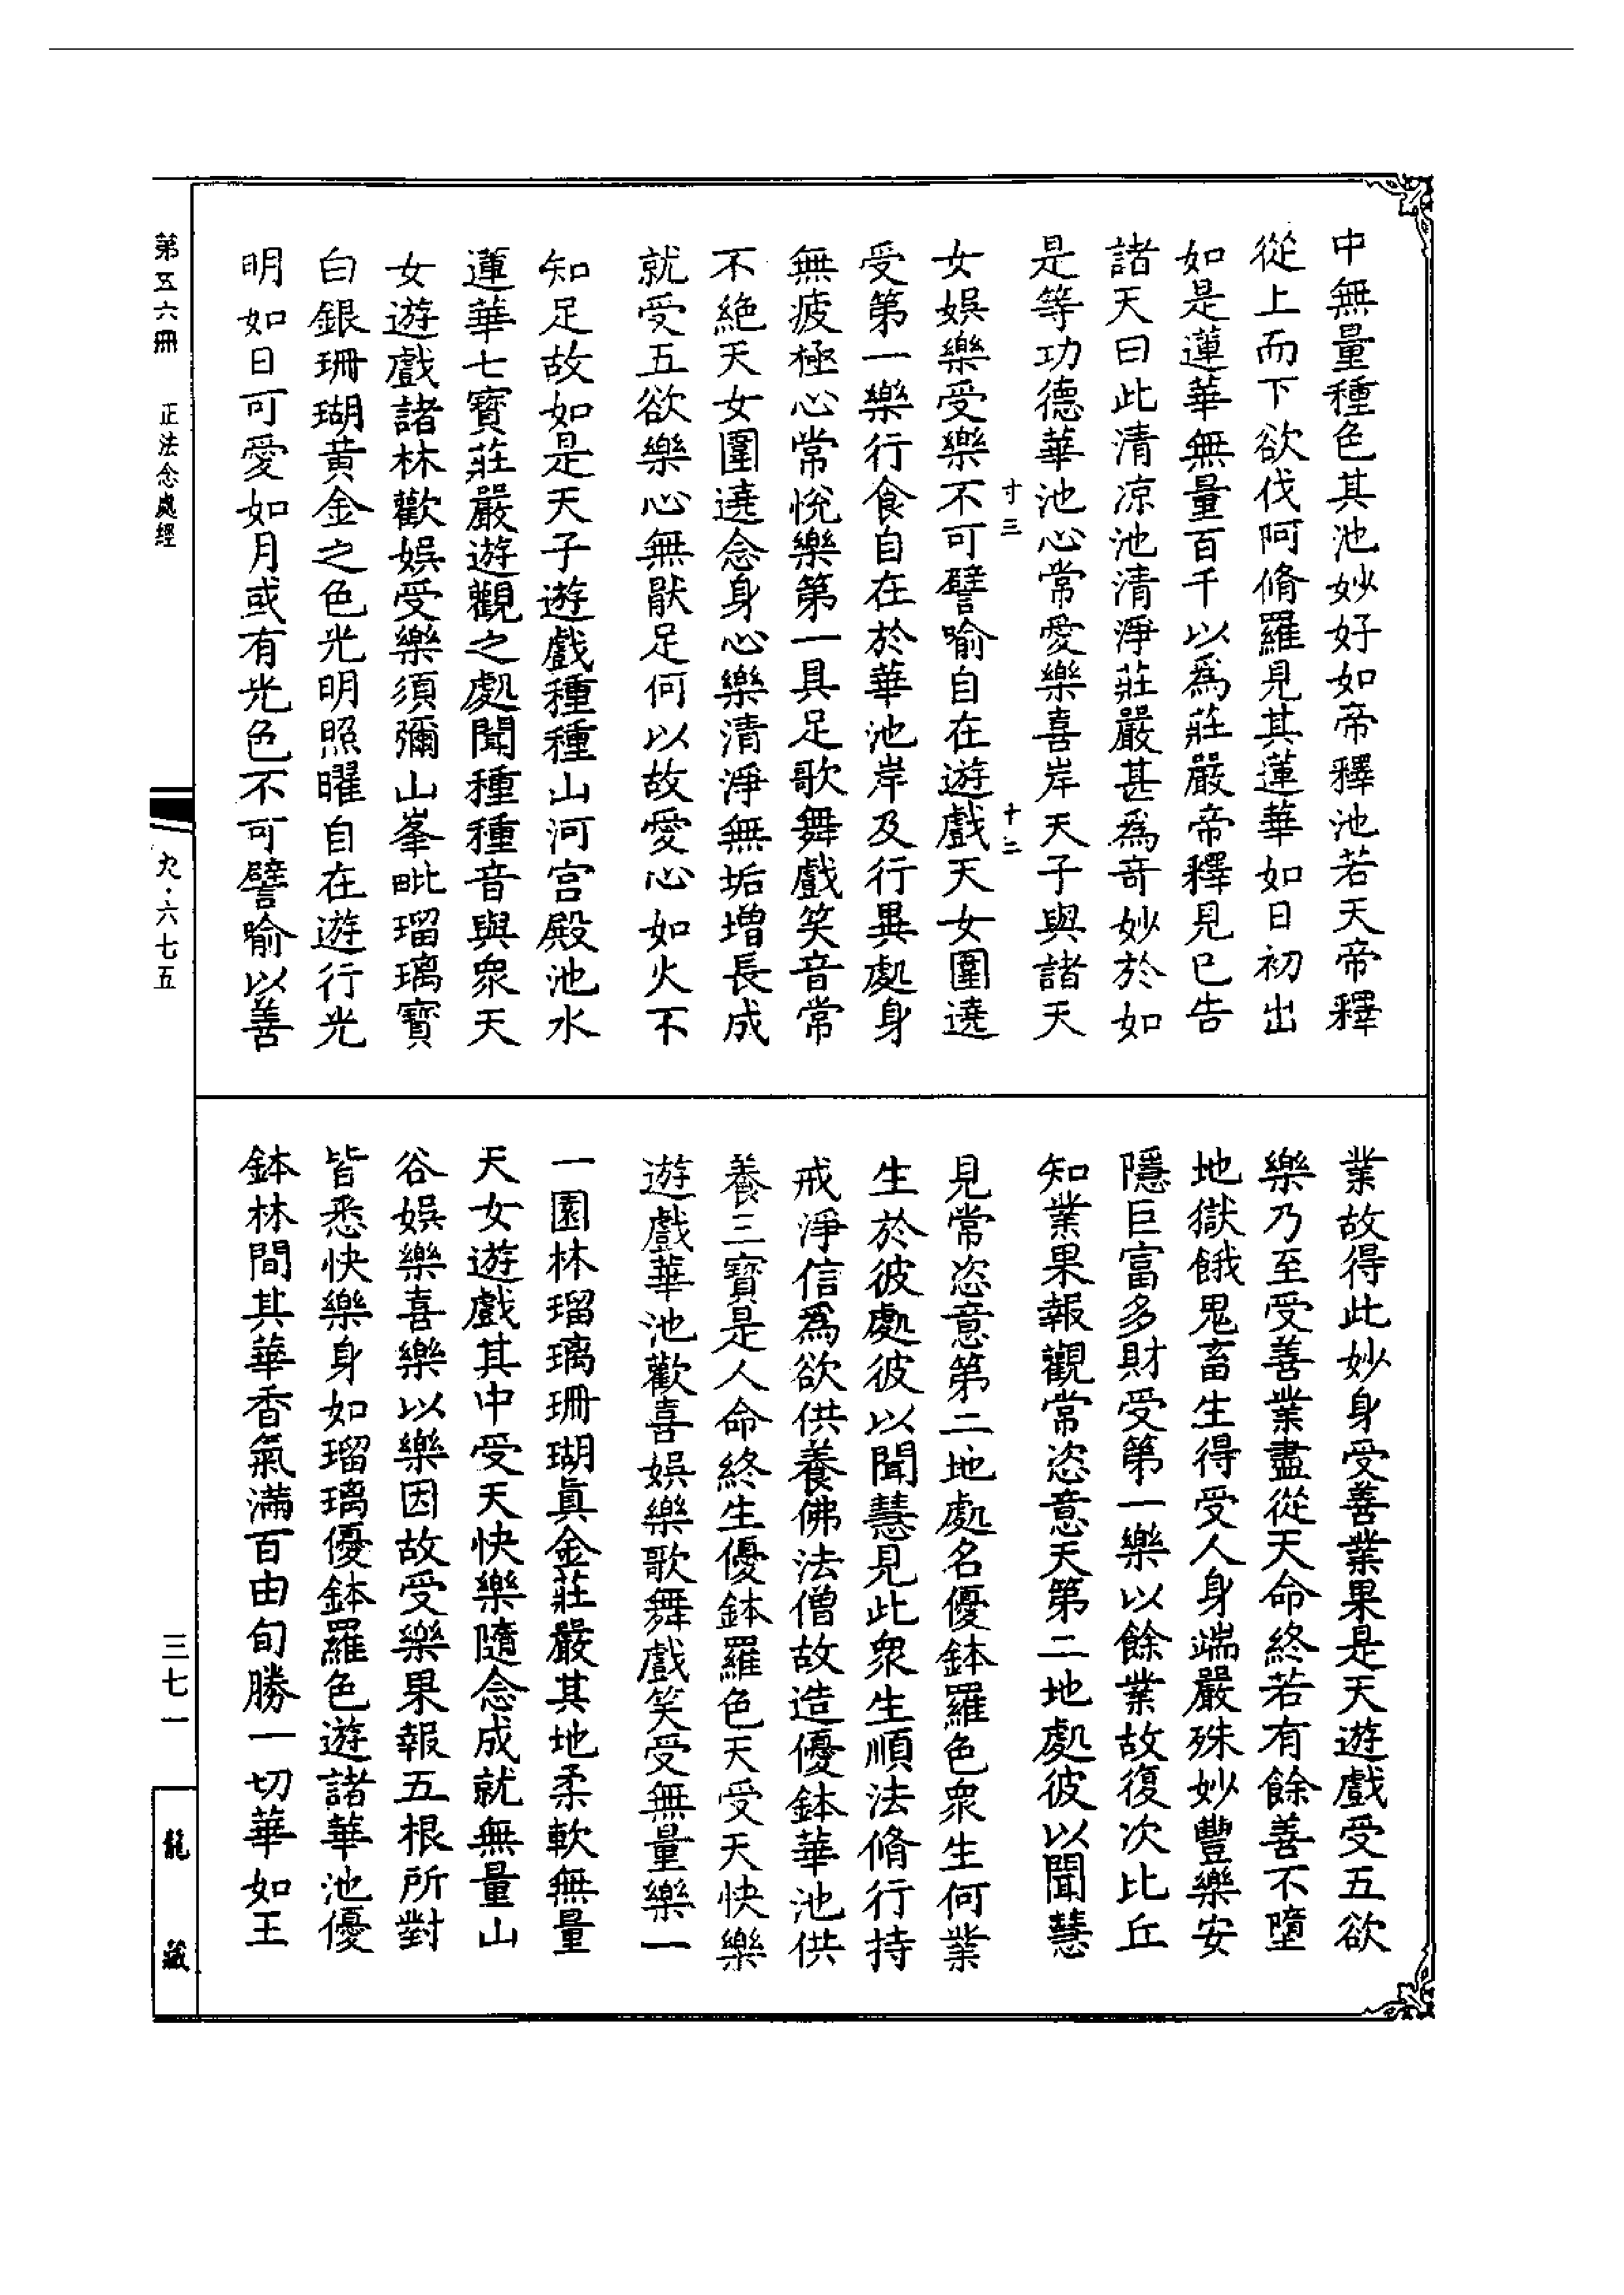 中無量種色其池妙好如帝釋池若天帝釋
從上而下欲伐阿脩羅見其蓮華如日初出
如是蓮華無量百千以爲莊嚴帝釋見已告
諸天曰此清凉池清淨莊嚴甚爲奇妙於如
是等功德華池心常愛樂喜岸天子與諸天
寸三
十二
女娛樂受樂不可譬喻自在遊戲天女圍遶
受第一樂行食自在於華池岸及行異處身
無疲極心常悅樂第一具足歌舞戲笑音常
不絶天女圍遶念身心樂清淨無垢增長成
就受五欲樂心無猒足何以故愛心如火不
知足故如是天子遊戲種種山河宮殿池水
蓮華七寶莊嚴遊觀之處聞種種音與衆天
女遊戲諸林歡娛受樂須彌山峯毗瑠璃寶
白銀珊瑚黄金之色光明照曜自在遊行光
明如日可愛如月或有光色不可譬喻以善
業故得此妙身受善業果是天遊戲受五欲
樂乃至受善業盡從天命終若有餘善不墮
地獄餓鬼畜生得受人身端嚴殊妙豐樂安
隱巨富多財受第一樂以餘業故復次比丘
知業果報觀常恣意天第二地處彼以聞慧
見常恣意第二地處名優鉢羅色衆生何業
生於彼處彼以聞慧見此衆生順法脩行持
戒淨信爲欲供養佛法僧故造優鉢華池供
養三寶是人命終生優鉢羅色天受天快樂
遊戲華池歡喜娛樂歌舞戲笑受無量樂一
一園林瑠璃珊瑚眞金莊嚴其地柔軟無量
天女遊戲其中受天快樂隨念成就無量山
谷娛樂喜樂以樂因故受樂果報五根所對
皆悉快樂身如瑠璃優鉢羅色遊諸華池優
鉢林間其華香氣滿百由旬勝一切華如王
第五六冊　正法念處經
九·六七五
三七一
龍藏